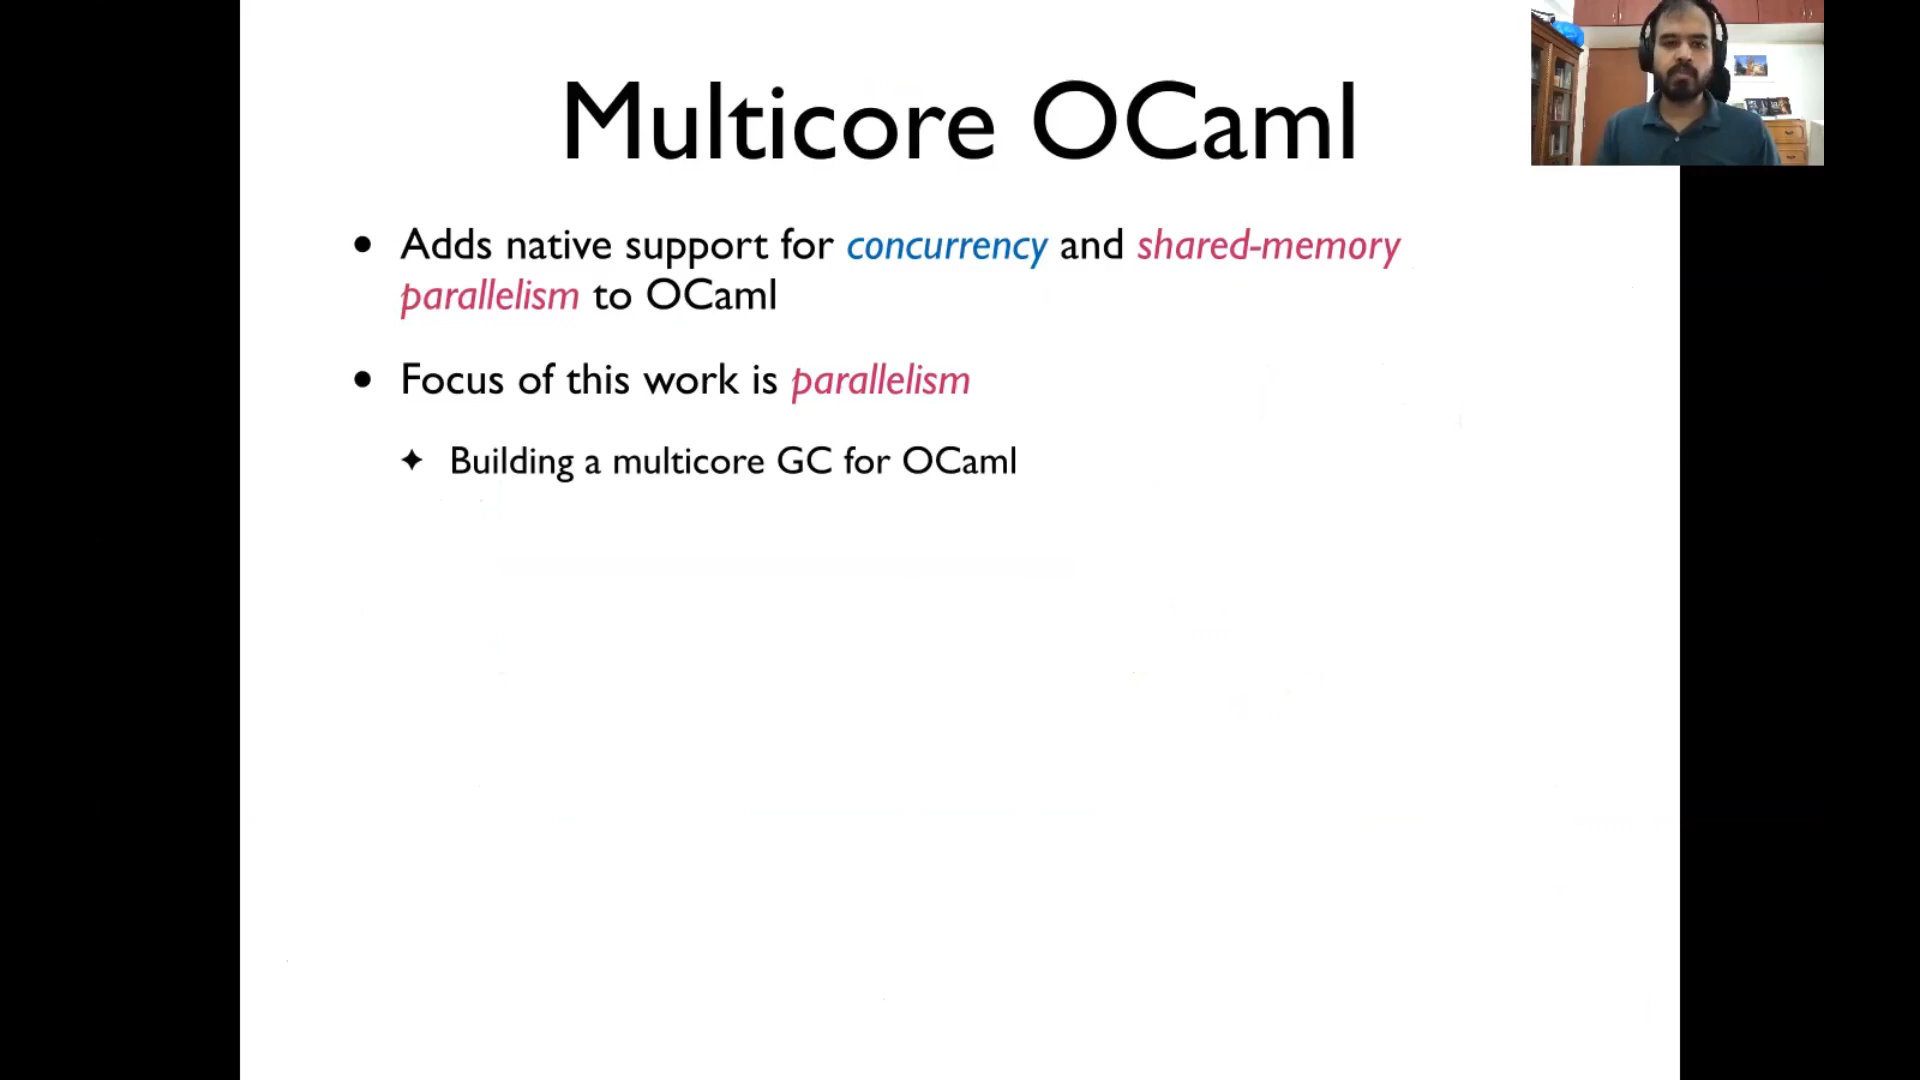 Multicore OCaml
• Adds native support for concurrency and shared-memory
parallelism to OCaml
• Focus of this work is parallelism
✦ Building a multicore GC for OCaml